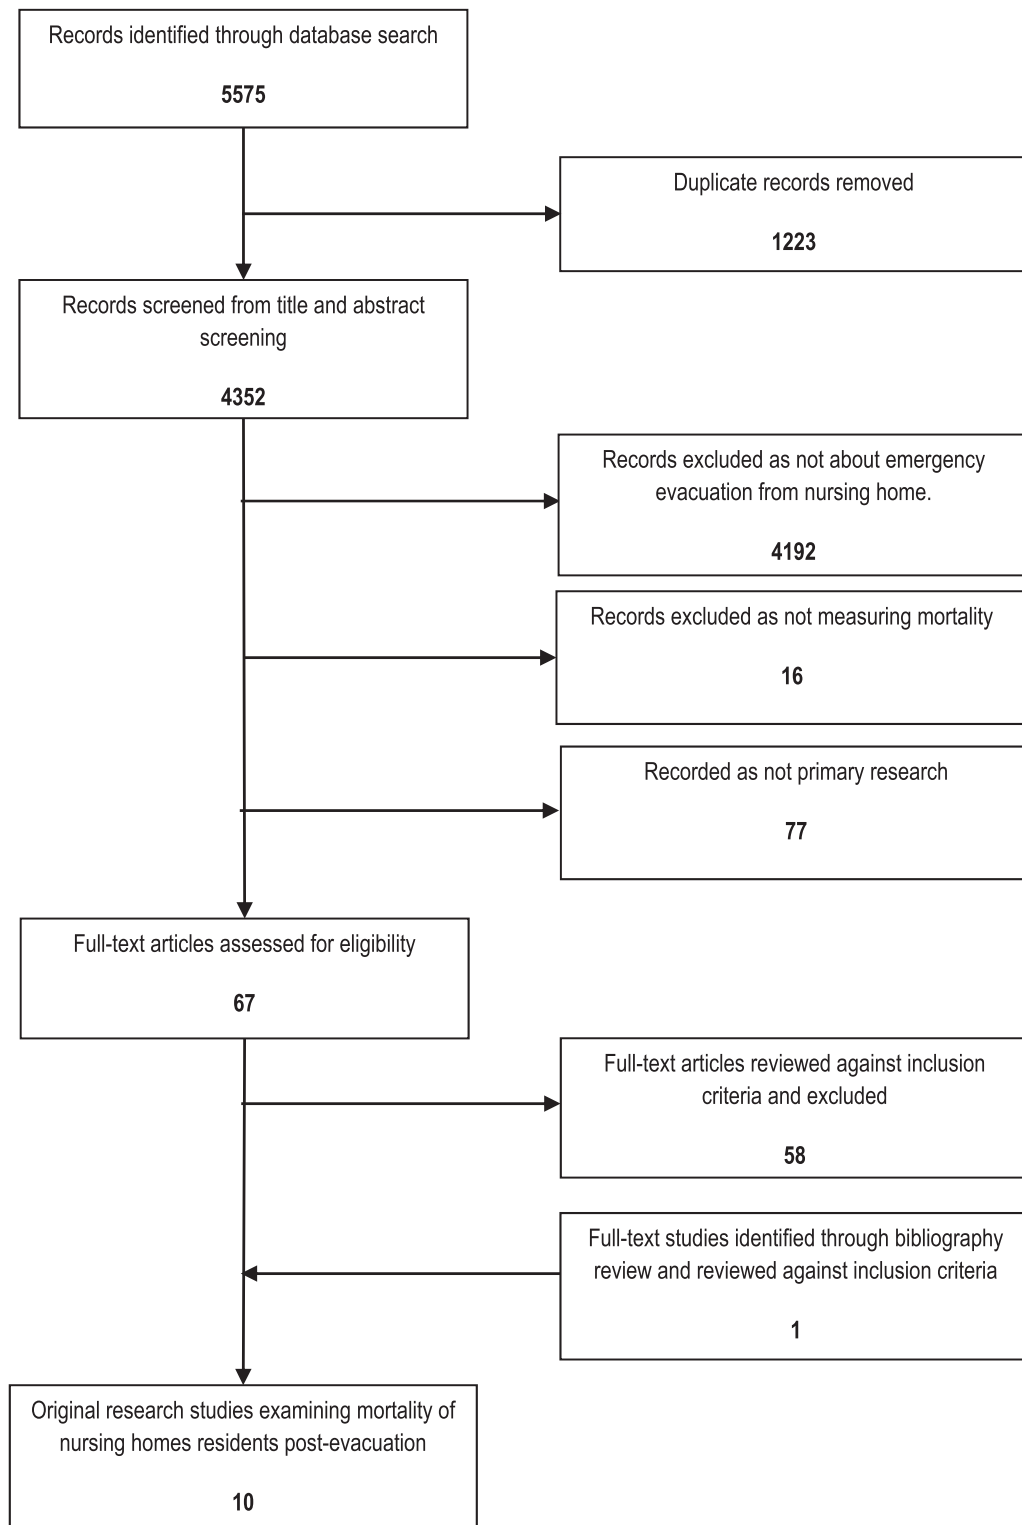 Records identified through database search
5575
Duplicate records removed
1223
Records screened from title and abstract
screening
4352
Records excluded as not about emergency
evacuation from nursing home.
4192
Records excluded as not measuring mortality
16
Recorded as not primary research
77
Full-text articles assessed for eligibility
67
Full-text articles reviewed against inclusion
criteria and excluded
58
Full-text studies identified through bibliography
review and reviewed against inclusion criteria
1
Original research studies examining mortality of
nursing homes residents post-evacuation
10